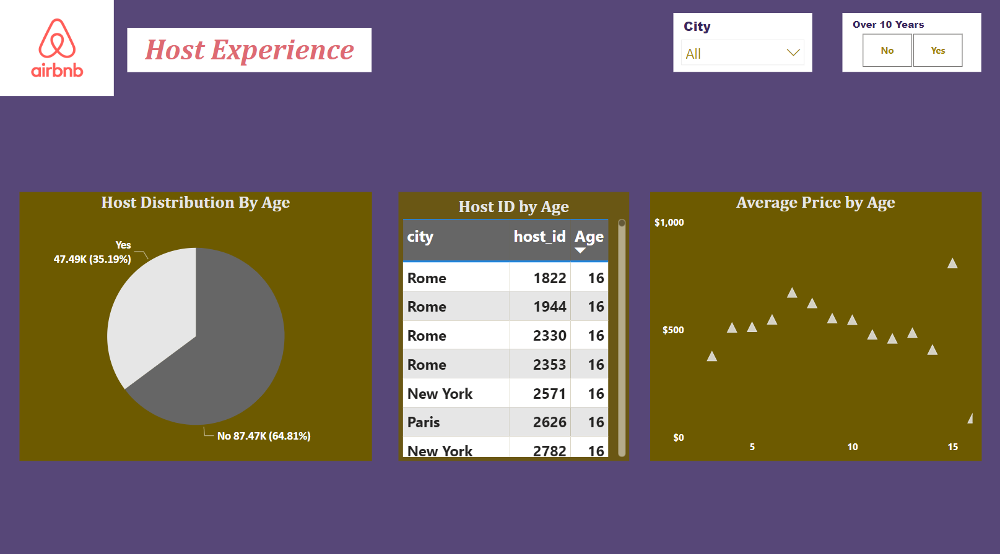 airbnb
Host Experience
City
All
Over 10 Years
No
Yes
Host Distribution By Age
Yes
47.49K (35.19%)
No 87.47K (64.81%)
Host ID by Age
city host_id Age
Rome 1822 16
Rome 1944 16
Rome 2330 16
Rome 2353 16
New York 2571 16
Paris 2626 16
New York 2782 16
Average Price by Age
$1,000
$500
$0
5 10 15